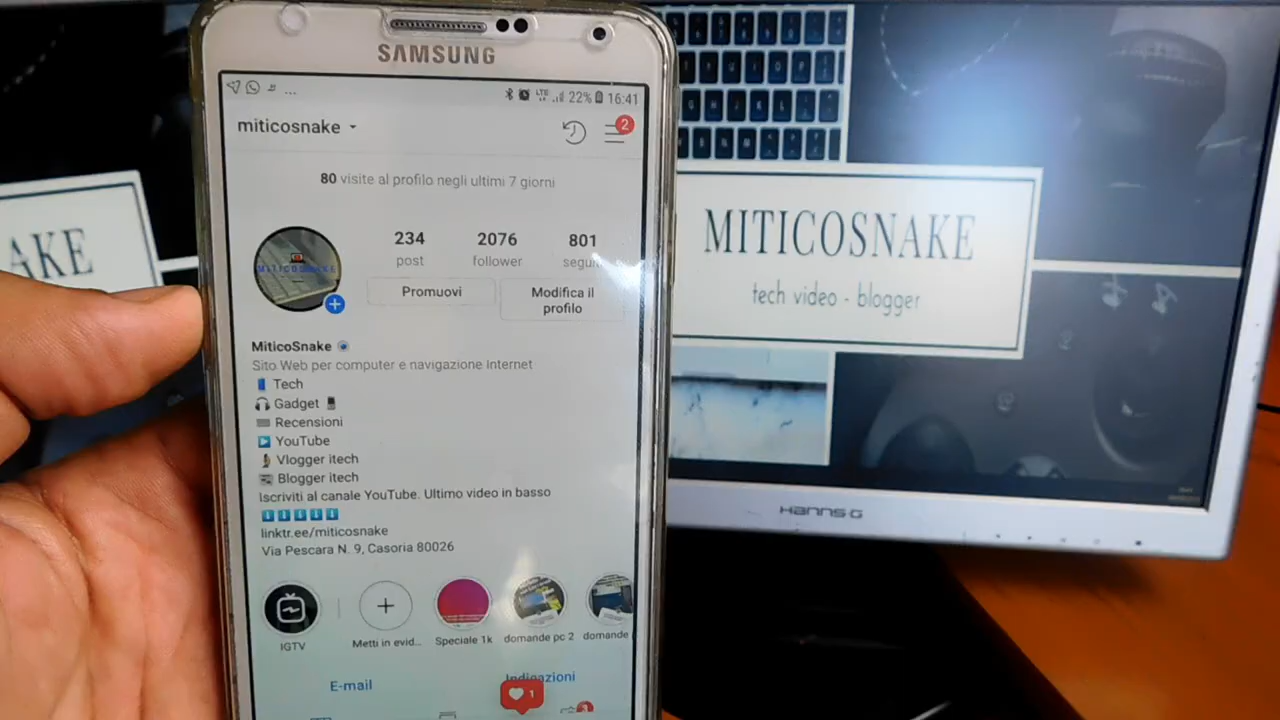 SAMSUNG
22% 16:41
miticosnake
2
80 visite al profilo negli ultimi 7 giorni
234 2076 801
post follower
Promuovi
Modifica il
profilo
MITICOSNAKE
MiticoSnake
Sito Web per computer e navigazione Internet
Tech
Gadget
Recensioni
YouTube
Vlogger itech
Blogger itech
Iscriviti al canale YouTube. Ultimo video in basso
linktr.ee/miticosnake
Via Pescara N. 9, Casoria 80026
IGTV Metti in evid... Speciale 1k domande pc 2 domande
E-mail Indicazioni
1
3
AKE
MITICOSNAKE
tech video - blogger
HANNS-G